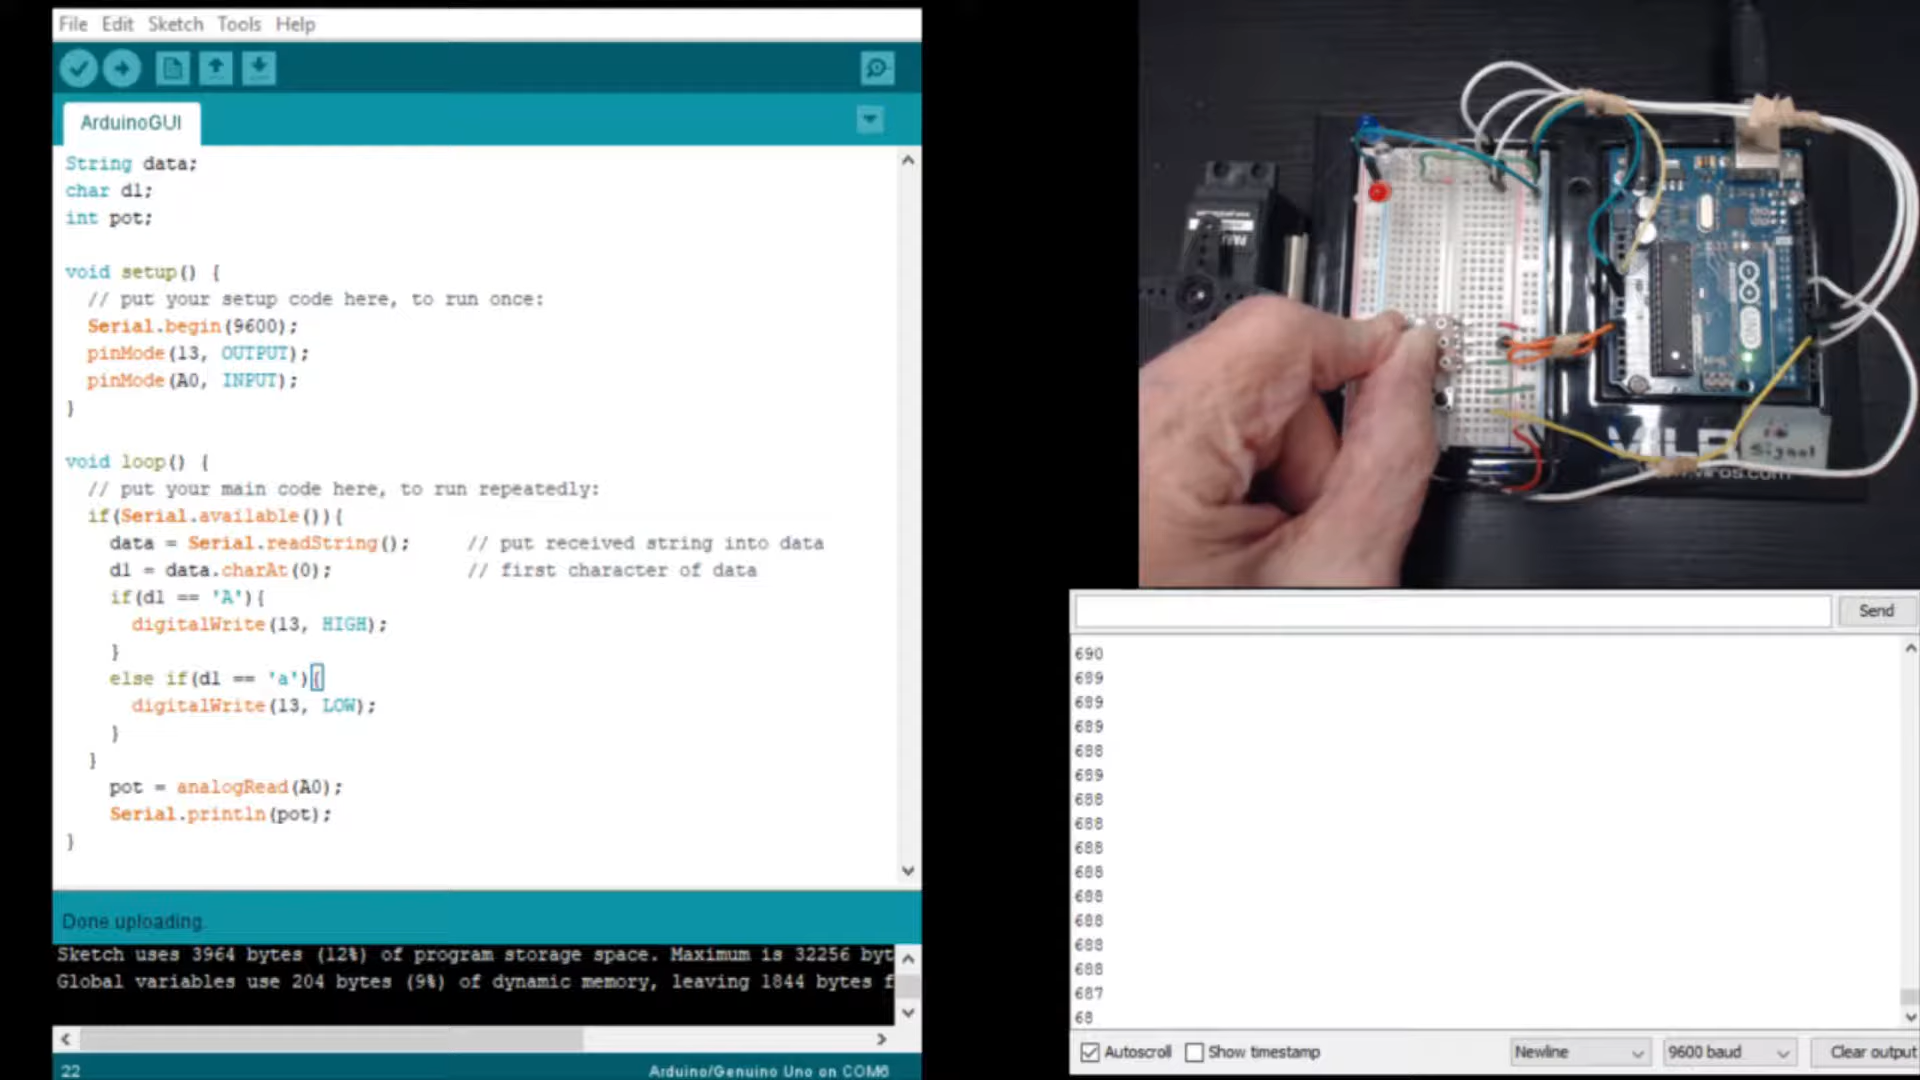 File Edit Sketch Tools Help
ArduinoGUI
String data;
char d1;
int pot;
void setup() {
// put your setup code here, to run once:
Serial.begin(9600);
pinMode(13, OUTPUT);
pinMode(A0, INPUT);
}
void loop() {
// put your main code here, to run repeatedly:
if(Serial.available()){
data = Serial.readString(); // put received string into data
d1 = data.charAt(0); // first character of data
if(d1 == 'A'){
digitalWrite(13, HIGH);
}
else if(d1 == 'a'){
digitalWrite(13, LOW);
}
}
pot = analogRead(A0);
Serial.println(pot);
}
Done uploading.
Sketch uses 3964 bytes (12%) of program storage space. Maximum is 32256 byt
Global variables use 204 bytes (9%) of dynamic memory, leaving 1844 bytes f
22
Arduino/Genuino Uno on COM6
Signal
Send
690
689
689
689
688
689
688
688
688
688
688
688
688
688
687
68
Autoscroll Show timestamp Newline 9600 baud Clear output